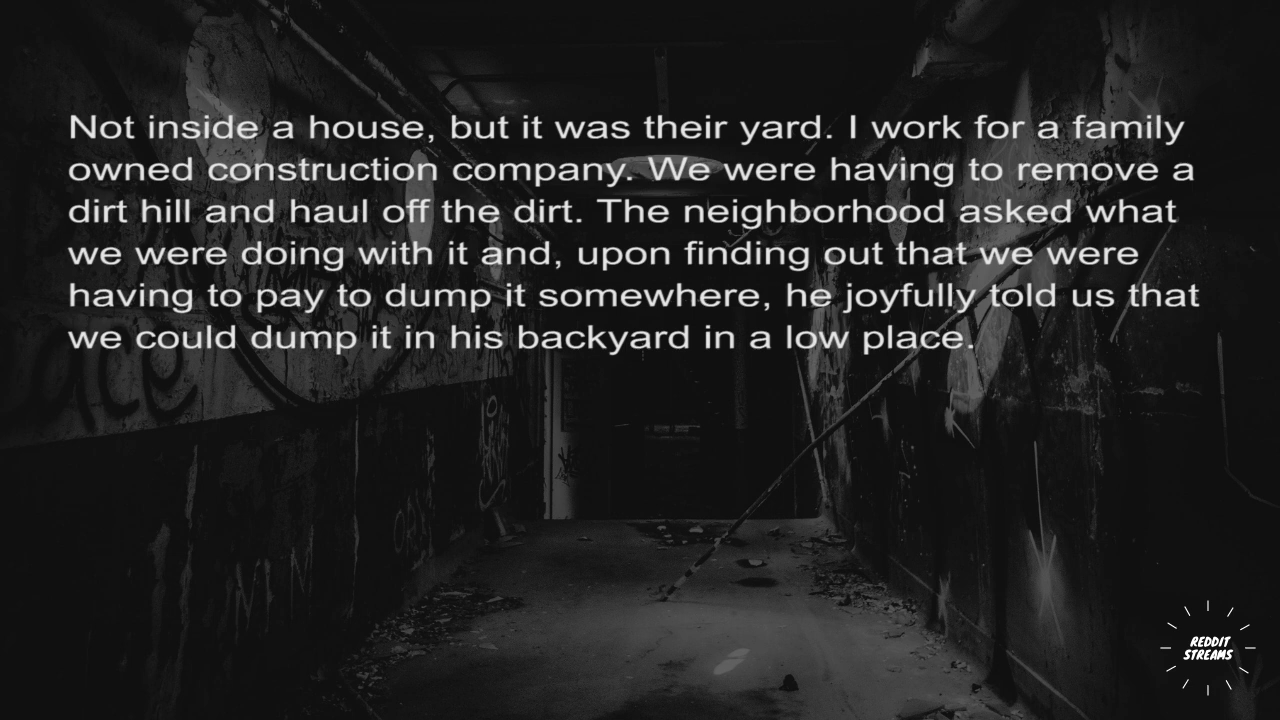 Not inside a house, but it was their yard. I work for a family
owned construction company. We were having to remove a
dirt hill and haul off the dirt. The neighborhood asked what
we were doing with it and, upon finding out that we were
having to pay to dump it somewhere, he joyfully told us that
we could dump it in his backyard in a low place.
REDDIT
STREAMS